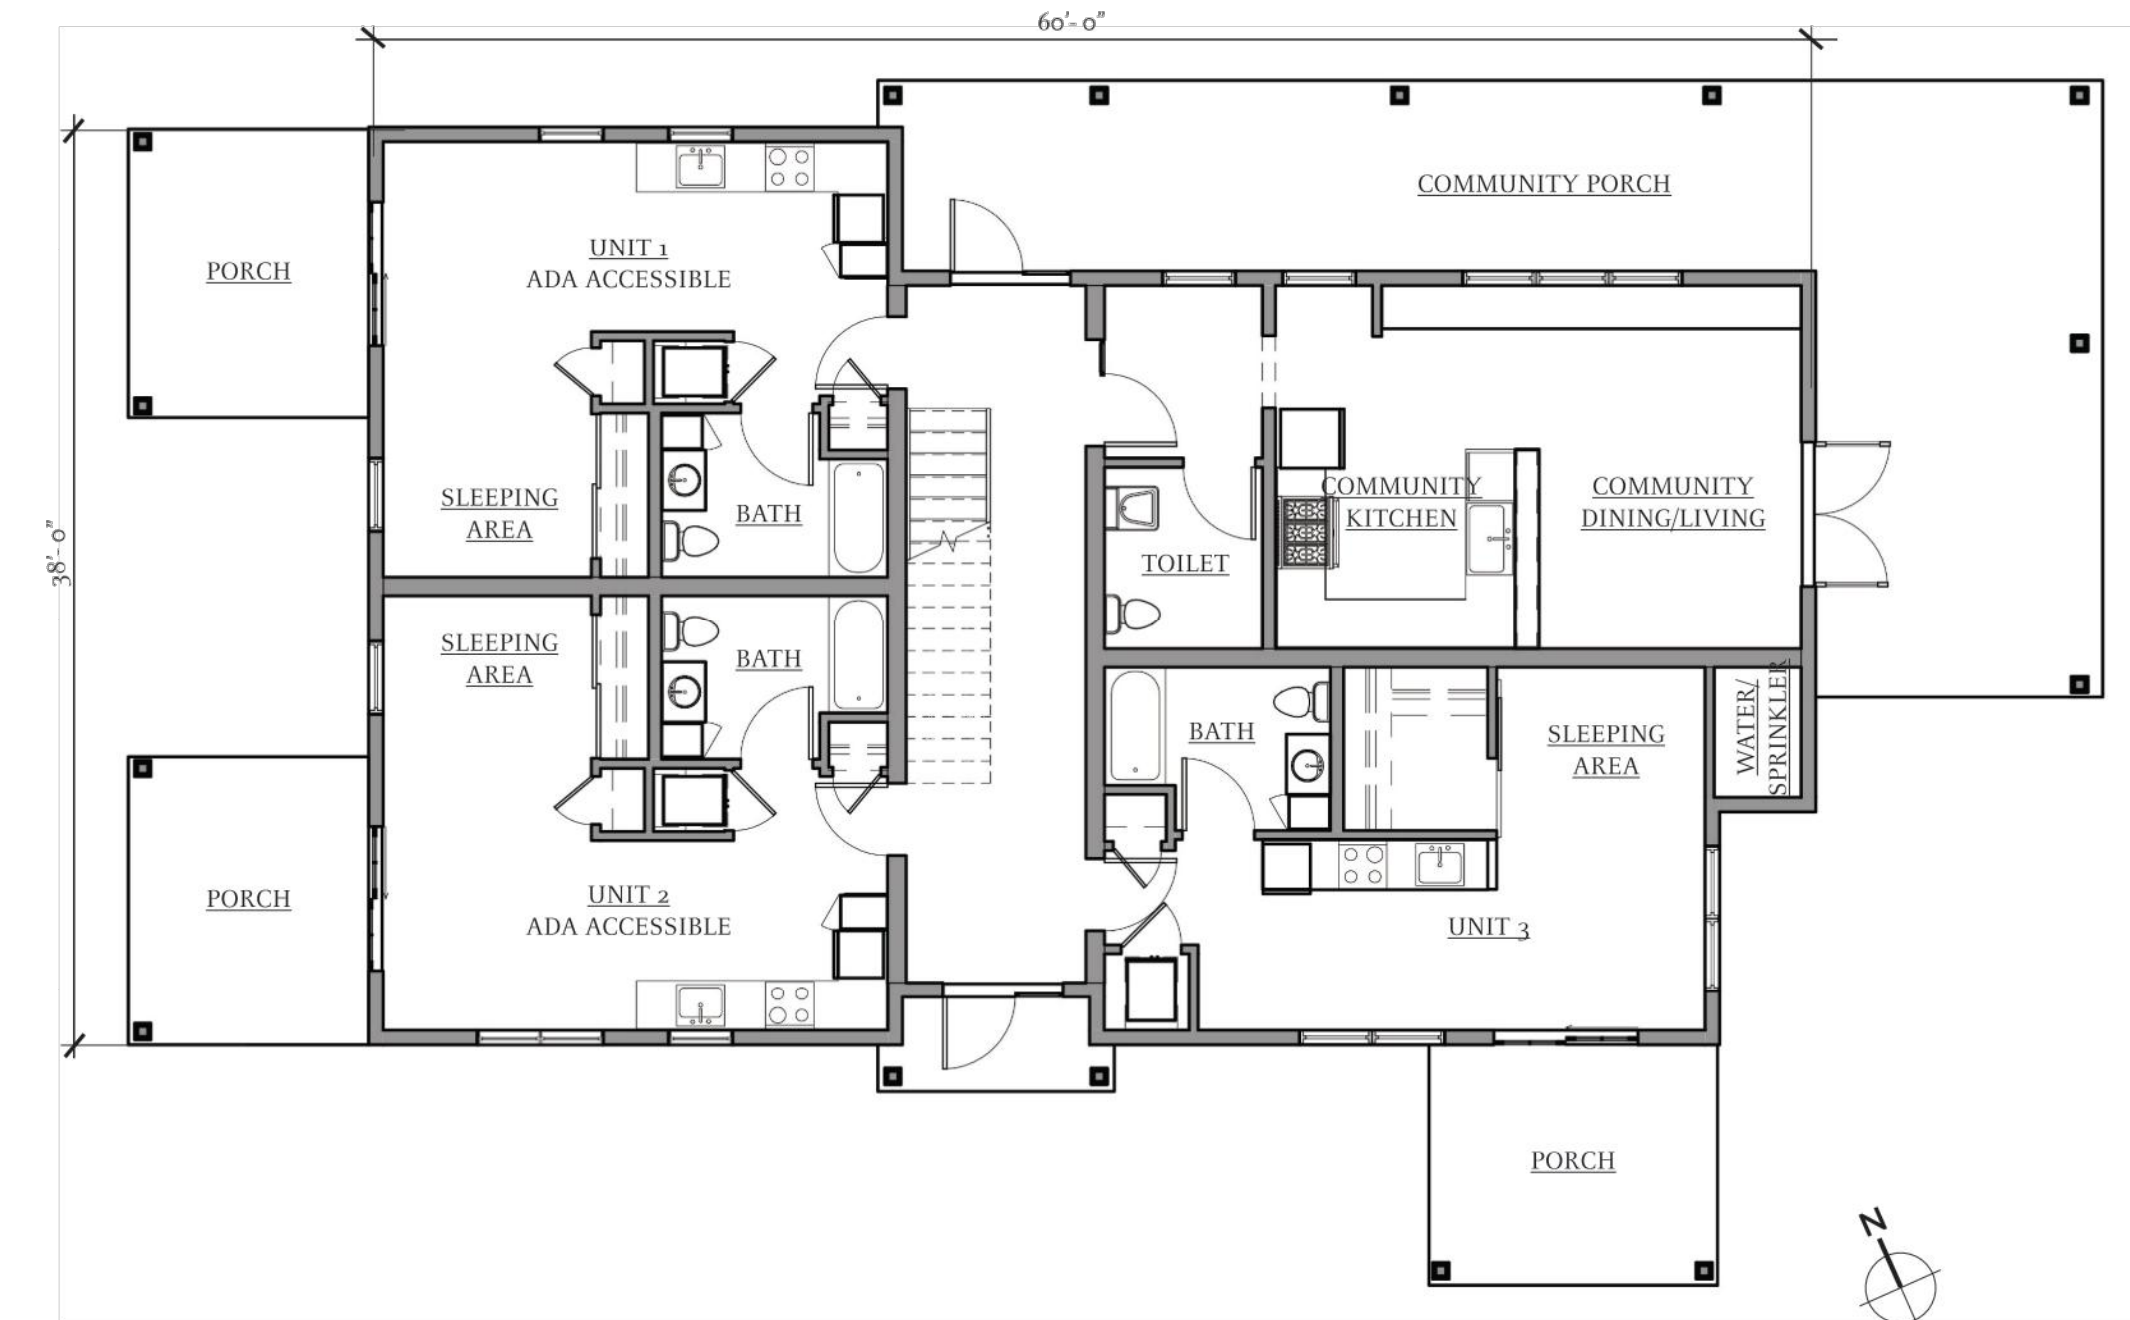 60'-0"
COMMUNITY PORCH
PORCH
UNIT 1
ADA ACCESSIBLE
SLEEPING
AREA
BATH
COMMUNITY
KITCHEN
COMMUNITY
DINING/LIVING
TOILET
38'-0"
SLEEPING
AREA
BATH
BATH
SLEEPING
AREA
WATER/
SPRINKLER
PORCH
UNIT 2
ADA ACCESSIBLE
UNIT 3
PORCH
N